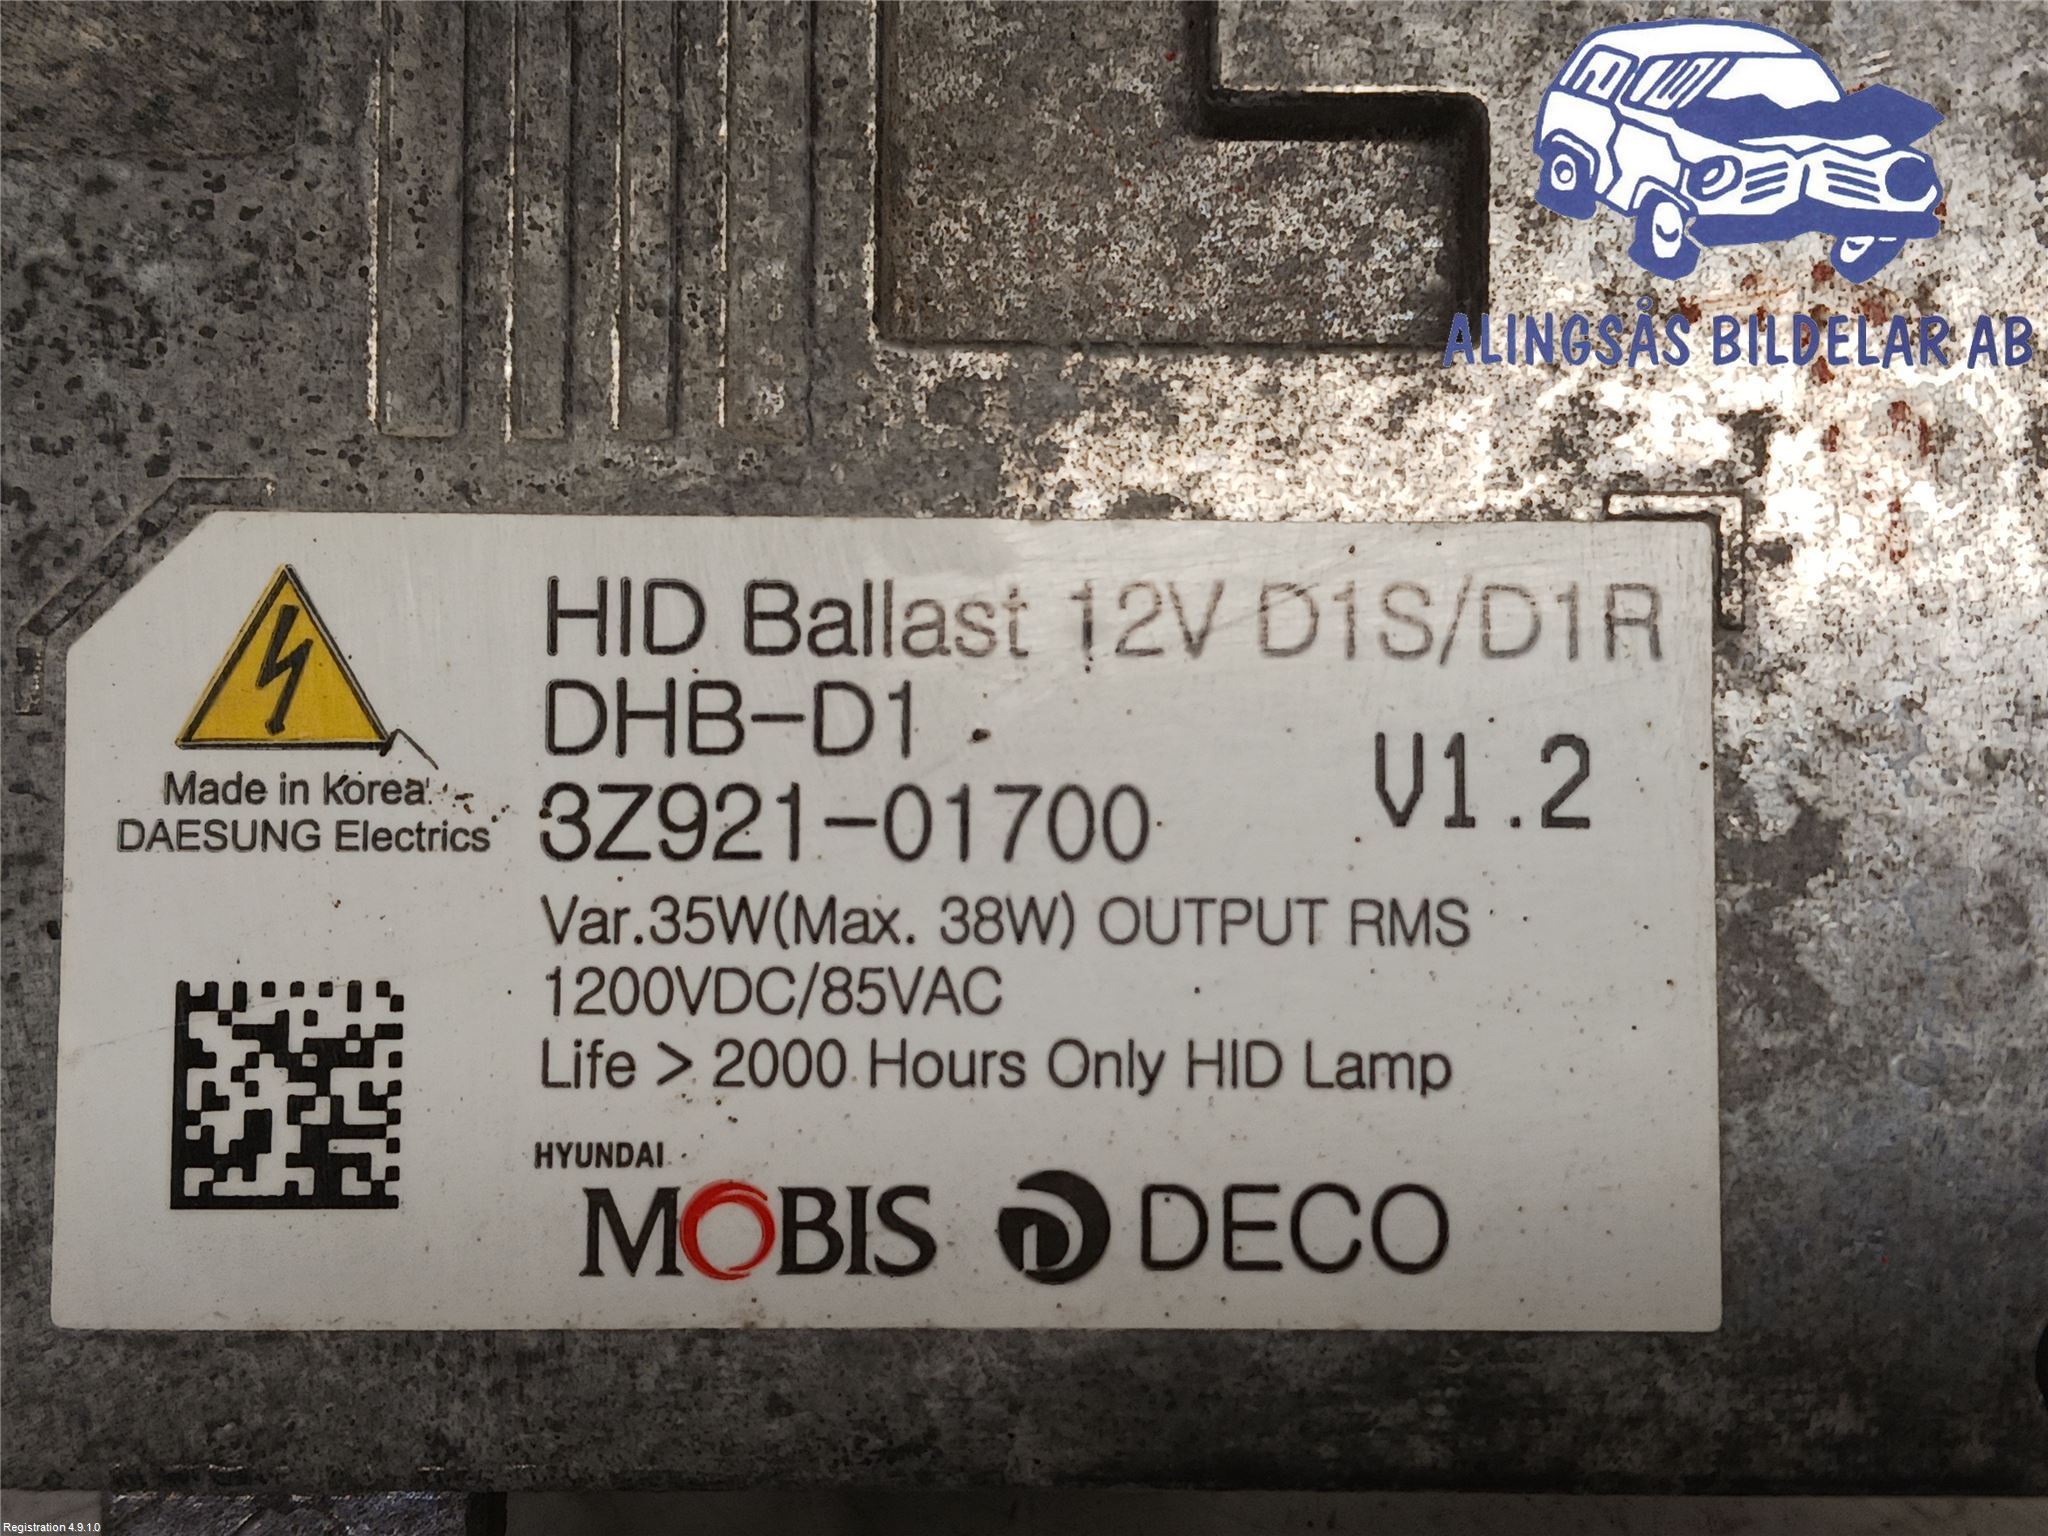 ALINGSÅS BILDELAR AB
HID Ballast 12V D1S/D1R
DHB-D1
3Z921-01700
V1.2
Made in Korea
DAESUNG Electrics
Var.35W(Max. 38W) OUTPUT RMS
1200VDC/85VAC
Life > 2000 Hours Only HID Lamp
HYUNDAI
MOBIS
DECO
Registration 4.9.1.0